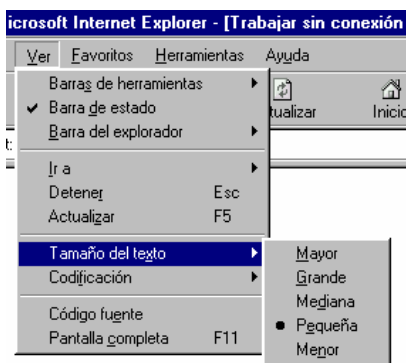 icrosoft Internet Explorer - [Trabajar sin conexión
Ver Favoritos Herramientas Ayuda
Barras de herramientas
Barra de estado
Barra del explorador
tualizar Inicio
t:
Ir a
Detener Esc
Actualizar F5
Tamaño del texto
Codificación
Código fuente
Pantalla completa F11
Mayor
Grande
Mediana
Pequeña
Menor